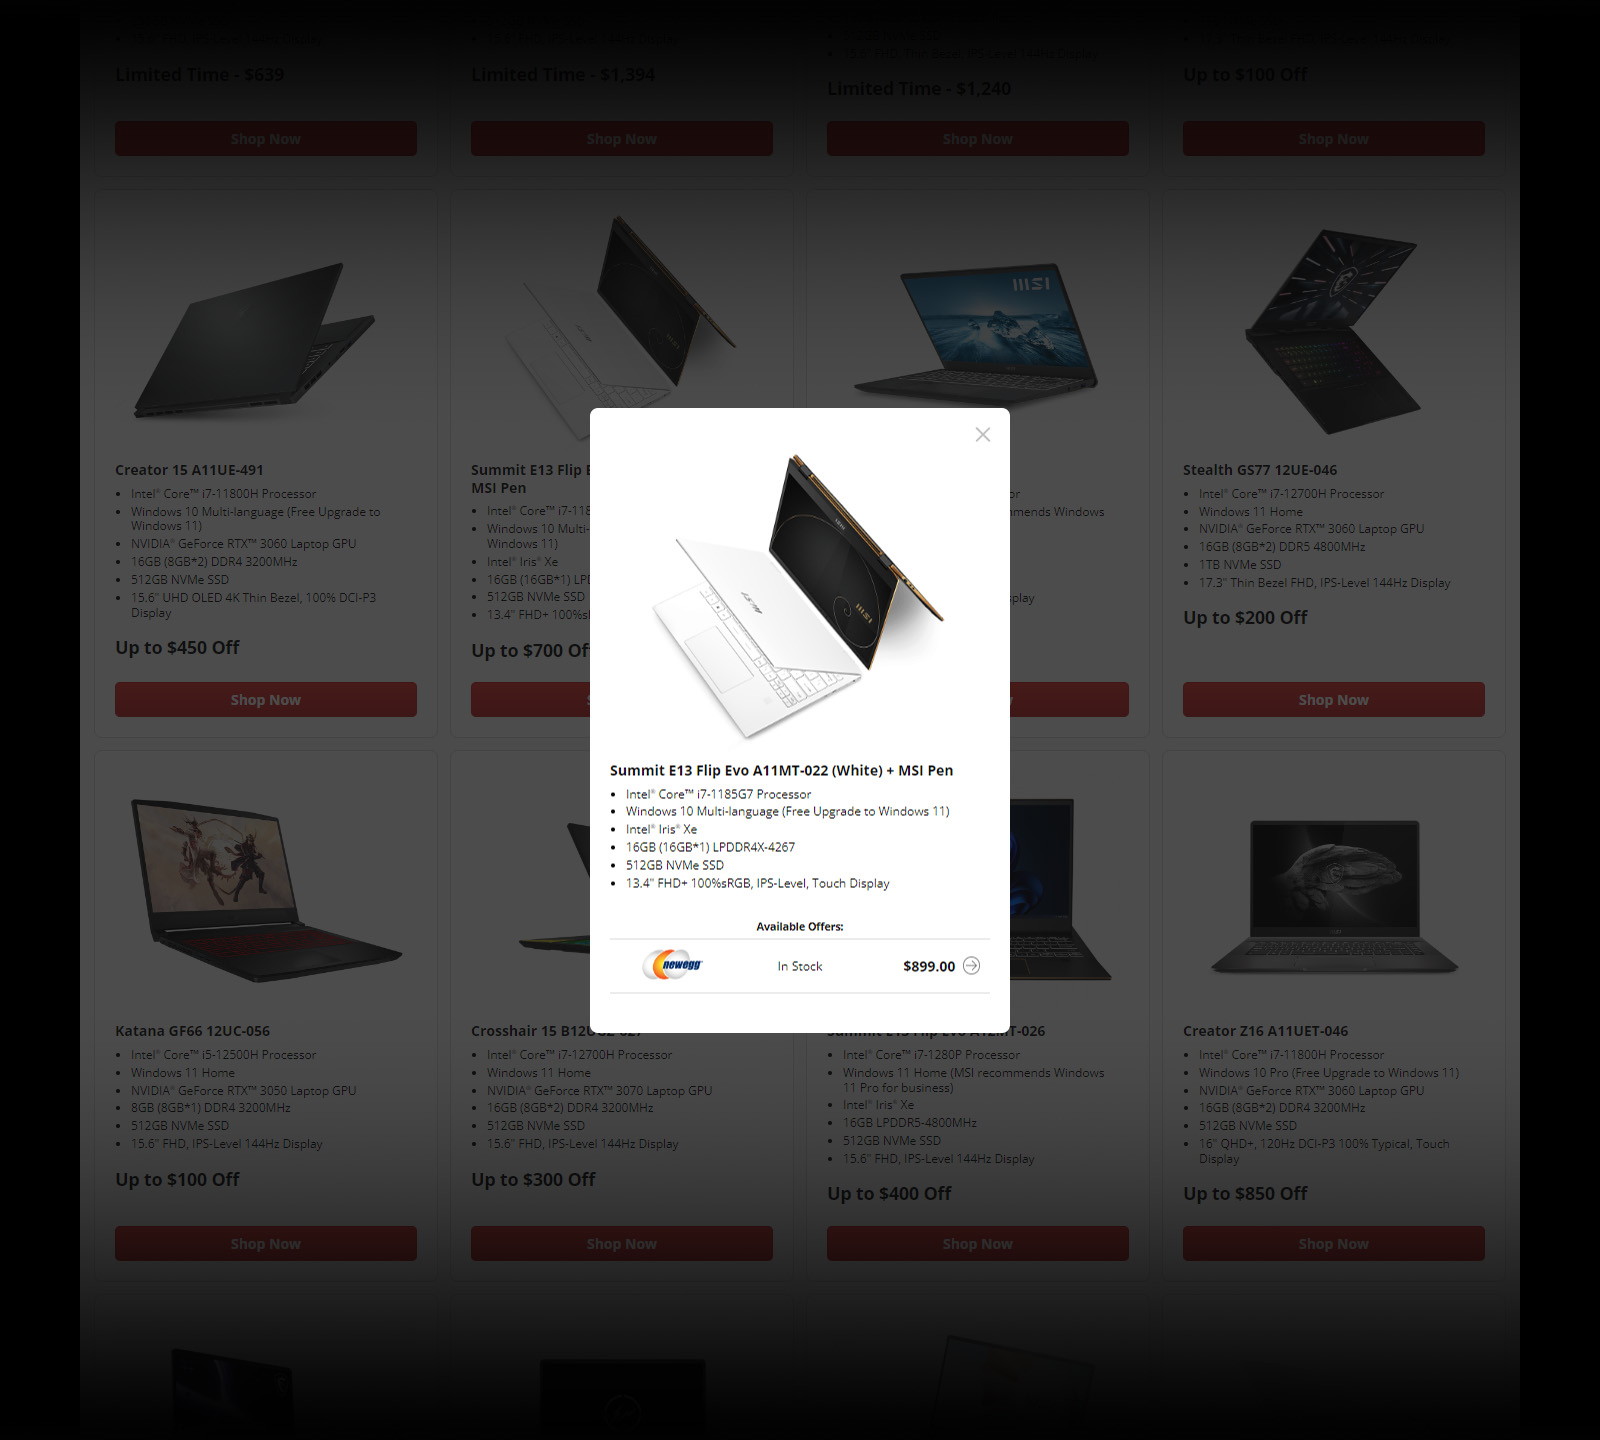 Limited Time - $639
Limited Time - $1,394
15.6" FHD, Thin Bezel, IPS-Level 144Hz Display
Limited Time - $1,240
Up to $100 Off
Shop Now
Shop Now
Shop Now
Shop Now
msi
Creator 15 A11UE-491
• Intel® Core™ i7-11800H Processor
• Windows 10 Multi-language (Free Upgrade to
Windows 11)
• NVIDIA® GeForce RTX™ 3060 Laptop GPU
• 16GB (8GB*2) DDR4 3200MHz
• 512GB NVMe SSD
• 15.6" UHD OLED 4K Thin Bezel, 100% DCI-P3
Display
Up to $450 Off
Shop Now
Summit E13 Flip
MSI Pen
• Intel® Core™
• Windows 10 Multi-
Windows 11)
• Intel® Iris® Xe
• 16GB (16GB*1)
• 512GB NVMe SSD
• 13.4" FHD+
Up to $700
mends Windows
Stealth GS77 12UE-046
• Intel® Core™ i7-12700H Processor
• Windows 11 Home
• NVIDIA® GeForce RTX™ 3060 Laptop GPU
• 16GB (8GB*2) DDR5 4800MHz
• 1TB NVMe SSD
• 17.3" Thin Bezel FHD, IPS-Level 144Hz Display
Up to $200 Off
Shop Now
msi
msi
Summit E13 Flip Evo A11MT-022 (White) + MSI Pen
• Intel® Core™ i7-1185G7 Processor
• Windows 10 Multi-language (Free Upgrade to Windows 11)
• Intel® Iris® Xe
• 16GB (16GB*1) LPDDR4X-4267
• 512GB NVMe SSD
• 13.4" FHD+ 100%sRGB, IPS-Level, Touch Display
Available Offers:
newegg
In Stock
$899.00
Katana GF66 12UC-056
• Intel® Core™ i5-12500H Processor
• Windows 11 Home
• NVIDIA® GeForce RTX™ 3050 Laptop GPU
• 8GB (8GB*1) DDR4 3200MHz
• 512GB NVMe SSD
• 15.6" FHD, IPS-Level 144Hz Display
Up to $100 Off
Shop Now
Crosshair 15
• Intel® Core™ i7-12700H Processor
• Windows 11 Home
• NVIDIA® GeForce RTX™ 3070 Laptop GPU
• 16GB (8GB*2) DDR4 3200MHz
• 512GB NVMe SSD
• 15.6" FHD, IPS-Level 144Hz Display
Up to $300 Off
Shop Now
Flip Evo A12MT-026
• Intel® Core™ i7-1280P Processor
• Windows 11 Home (MSI recommends Windows
11 Pro for business)
• Intel® Iris® Xe
• 16GB LPDDR5-4800MHz
• 512GB NVMe SSD
• 15.6" FHD, IPS-Level 144Hz Display
Up to $400 Off
Shop Now
Creator Z16 A11UET-046
• Intel® Core™ i7-11800H Processor
• Windows 10 Pro (Free Upgrade to Windows 11)
• NVIDIA® GeForce RTX™ 3060 Laptop GPU
• 16GB (8GB*2) DDR4 3200MHz
• 512GB NVMe SSD
• 16" QHD+, 120Hz DCI-P3 100% Typical, Touch
Display
Up to $850 Off
Shop Now